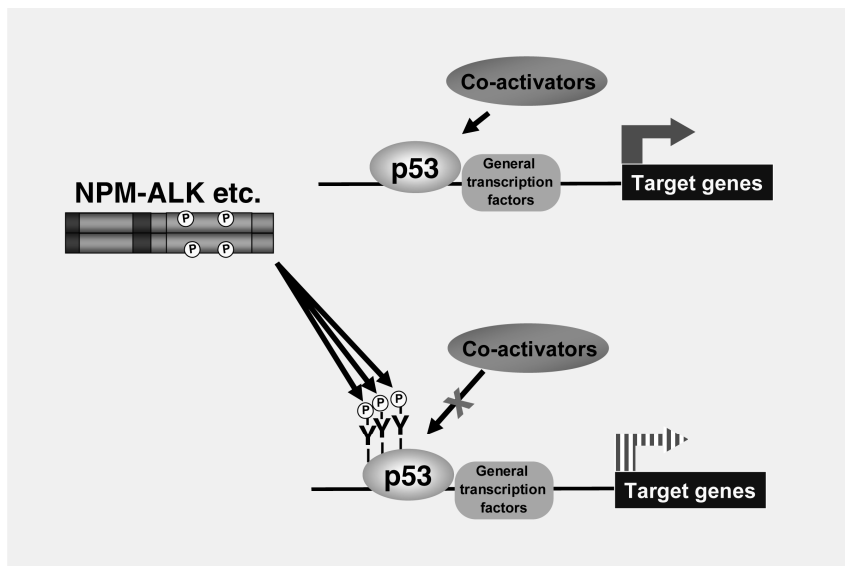 Co-activators
p53
General
transcription
factors
Target genes
NPM-ALK etc.
P P
P P
Co-activators
P P P
Y Y Y
p53
General
transcription
factors
Target genes